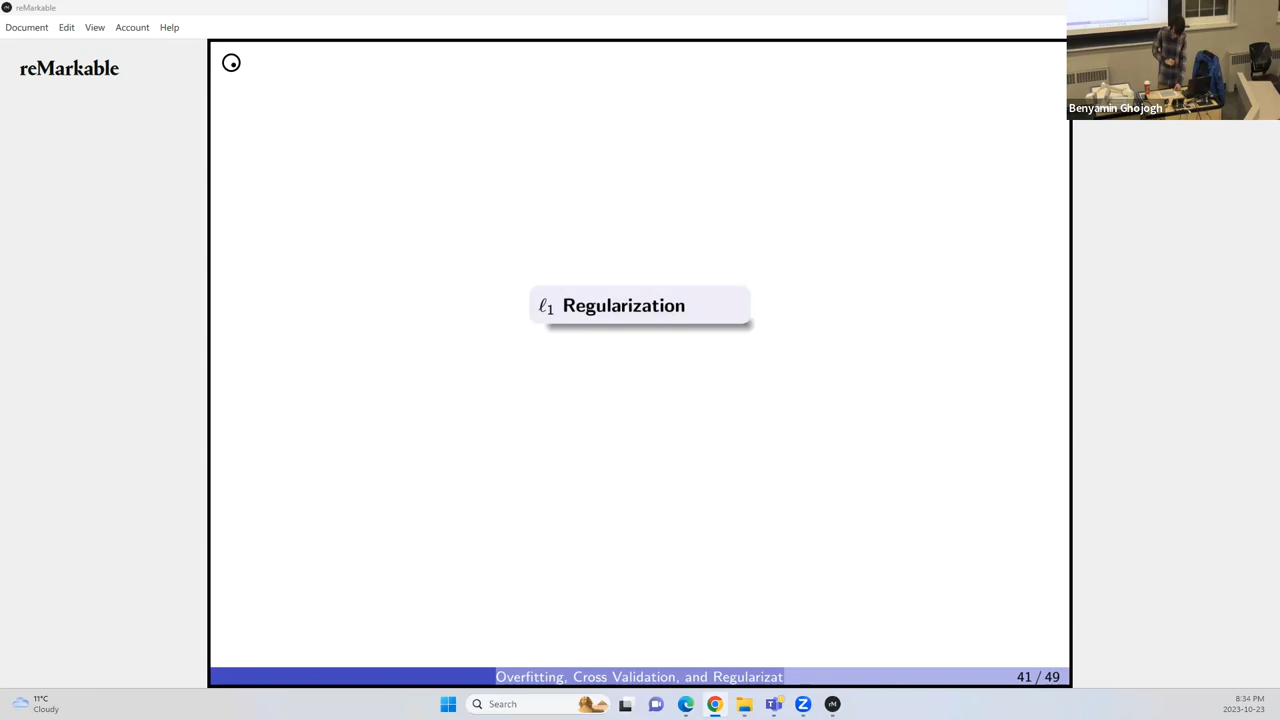 reMarkable
Document Edit View Account Help
reMarkable
Benyamin Ghojogh
ℓ1 Regularization
Overfitting, Cross Validation, and Regularizat
41 / 49
11°C
Cloudy
Search
rM
8:34 PM
2023-10-23